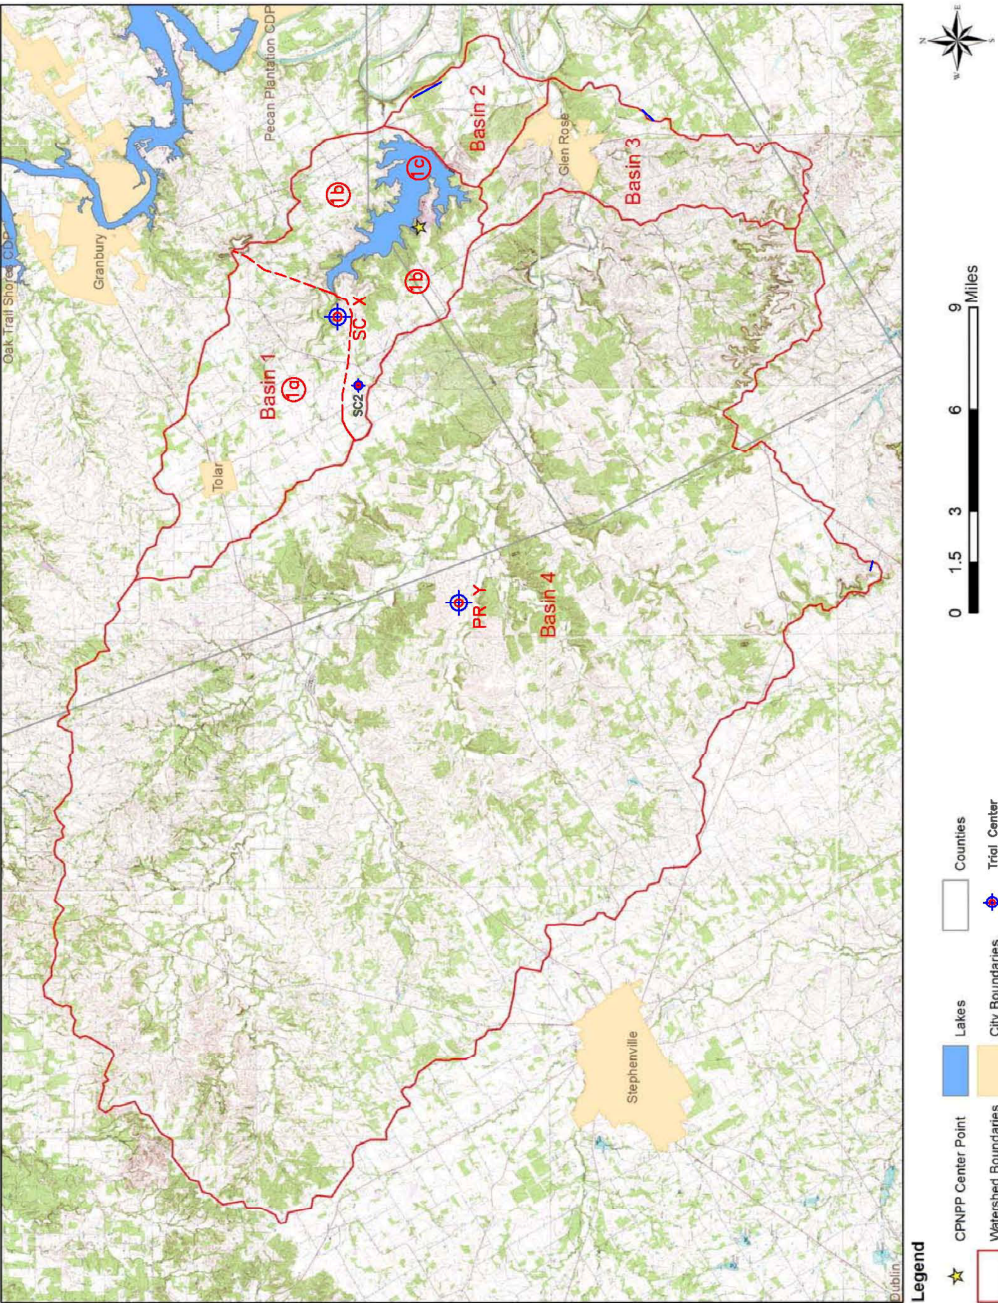 Oak Trail Shores CDP
Granbury
Pecan Plantation CDP
Basin 1
1a
1b
1c
1b
Basin 2
SC X
SC2
Tolar
Glen Rose
Basin 3
PR Y
Basin 4
Stephenville
Dublin
N
E
S
W
0 1.5 3 6 9
Miles
Legend
CPNPP Center Point
Lakes
Counties
Watershed Boundaries
City Boundaries
Trial Center